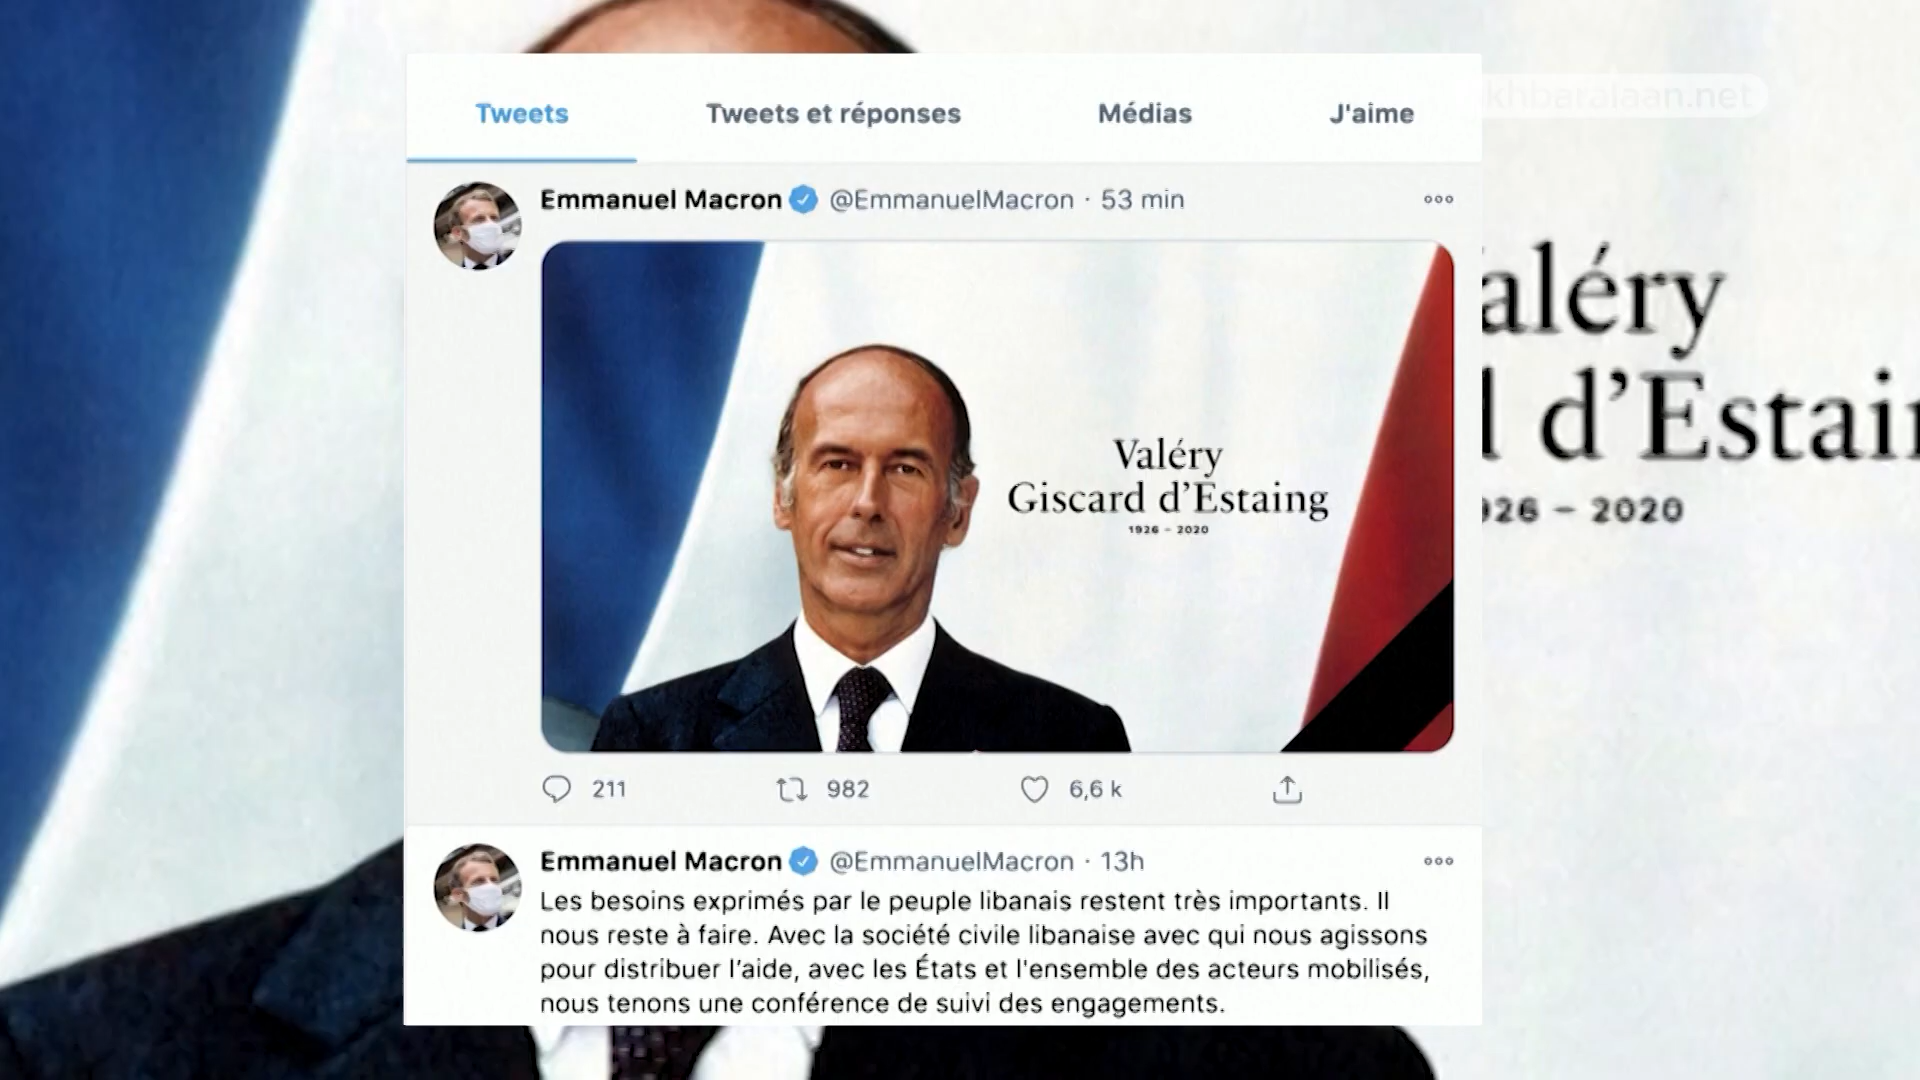 Tweets Tweets et réponses Médias J'aime
khbaralaan.net
Emmanuel Macron @EmmanuelMacron · 53 min
Valéry
Giscard d'Estaing
1926 – 2020
211 982 6,6 k
Emmanuel Macron @EmmanuelMacron · 13h
Les besoins exprimés par le peuple libanais restent très importants. Il
nous reste à faire. Avec la société civile libanaise avec qui nous agissons
pour distribuer l'aide, avec les États et l'ensemble des acteurs mobilisés,
nous tenons une conférence de suivi des engagements.
aléry
d'Estain
926 – 2020